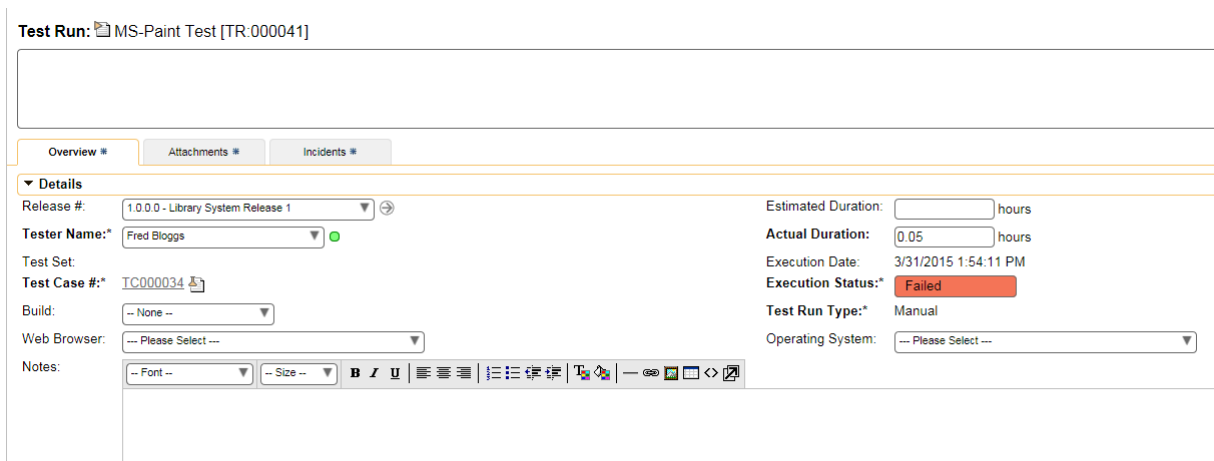 Test Run: MS-Paint Test [TR:000041]
Overview * Attachments * Incidents *
Details
Release #: 1.0.0.0 - Library System Release 1 Estimated Duration: hours
Tester Name:* Fred Bloggs Actual Duration: 0.05 hours
Test Set: Execution Date: 3/31/2015 1:54:11 PM
Test Case #:* TC000034 Execution Status:* Failed
Build: -- None -- Test Run Type:* Manual
Web Browser: --- Please Select --- Operating System: --- Please Select ---
Notes: -- Font -- -- Size -- B I U